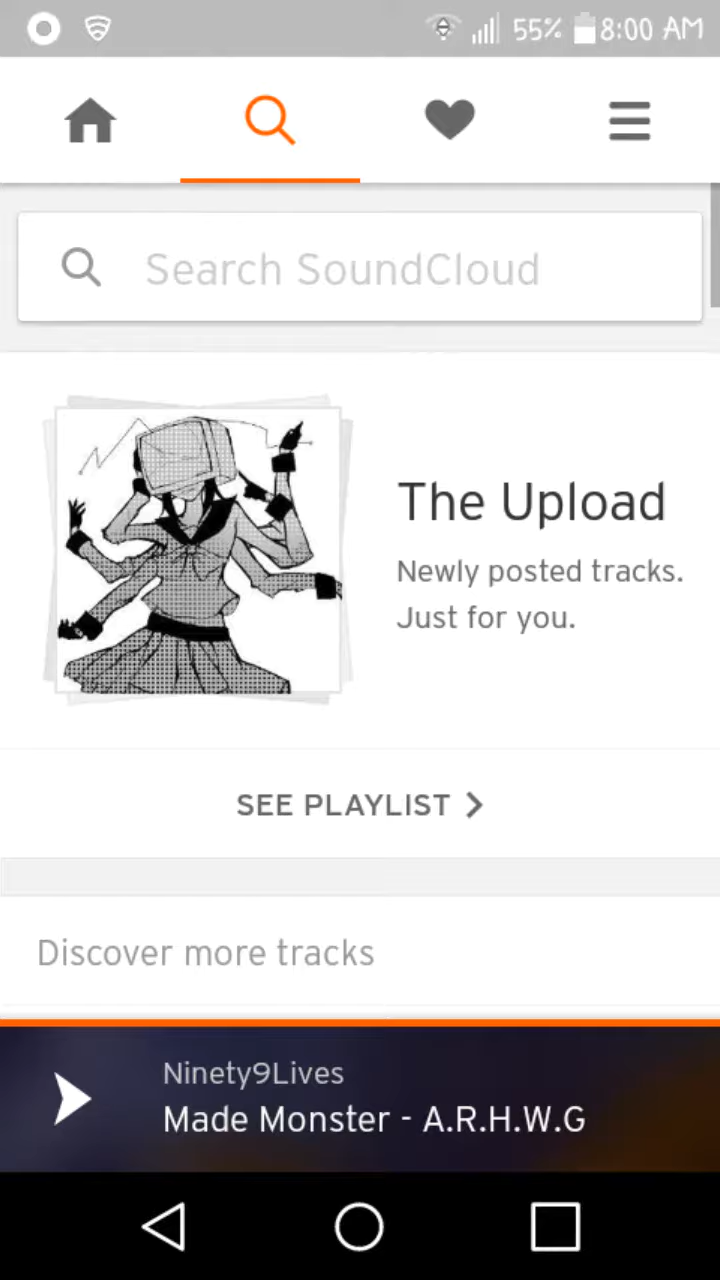 55% 8:00 AM
Search SoundCloud
The Upload
Newly posted tracks.
Just for you.
SEE PLAYLIST
Discover more tracks
Ninety9Lives
Made Monster - A.R.H.W.G